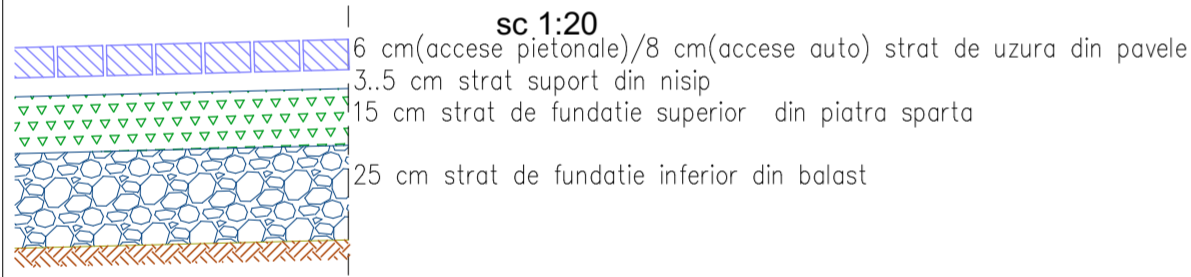 sc 1:20
6 cm(accese pietonale)/8 cm(accese auto) strat de uzura din pavele
3..5 cm strat suport din nisip
15 cm strat de fundatie superior din piatra sparta
25 cm strat de fundatie inferior din balast